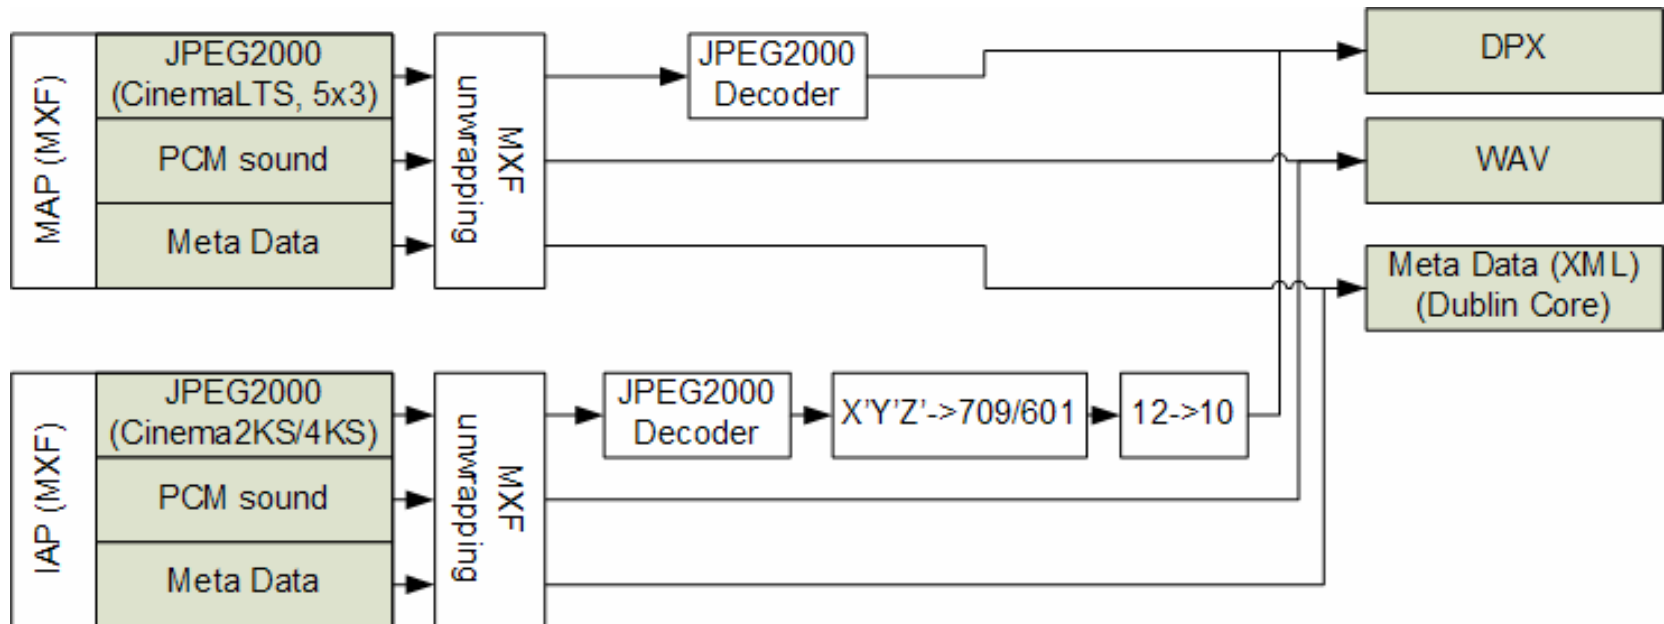 MAP (MXF)
JPEG2000
(CinemaLTS, 5x3)
PCM sound
Meta Data
MXF
unwrapping
JPEG2000
Decoder
DPX
WAV
Meta Data (XML)
(Dublin Core)
IAP (MXF)
JPEG2000
(Cinema2KS/4KS)
PCM sound
Meta Data
MXF
unwrapping
JPEG2000
Decoder
X'Y'Z'->709/601
12->10